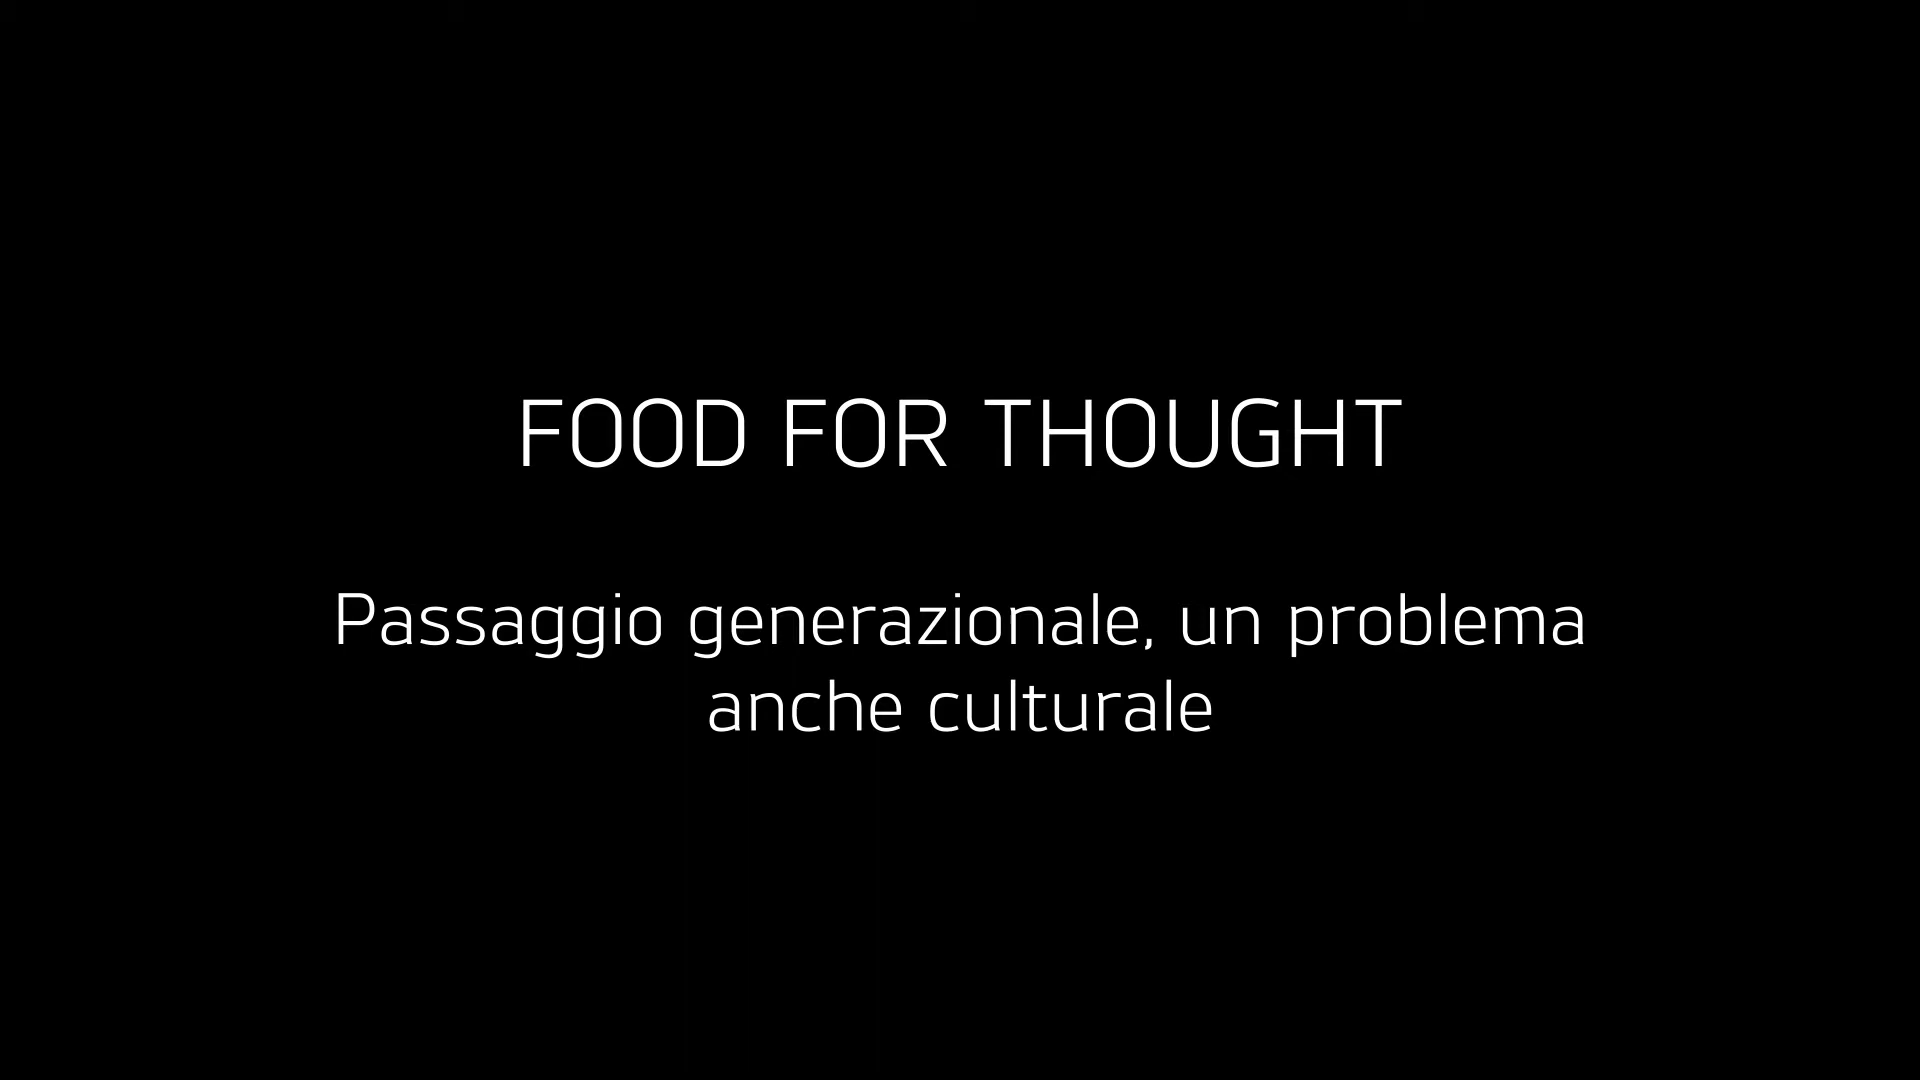 FOOD FOR THOUGHT
Passaggio generazionale, un problema
anche culturale